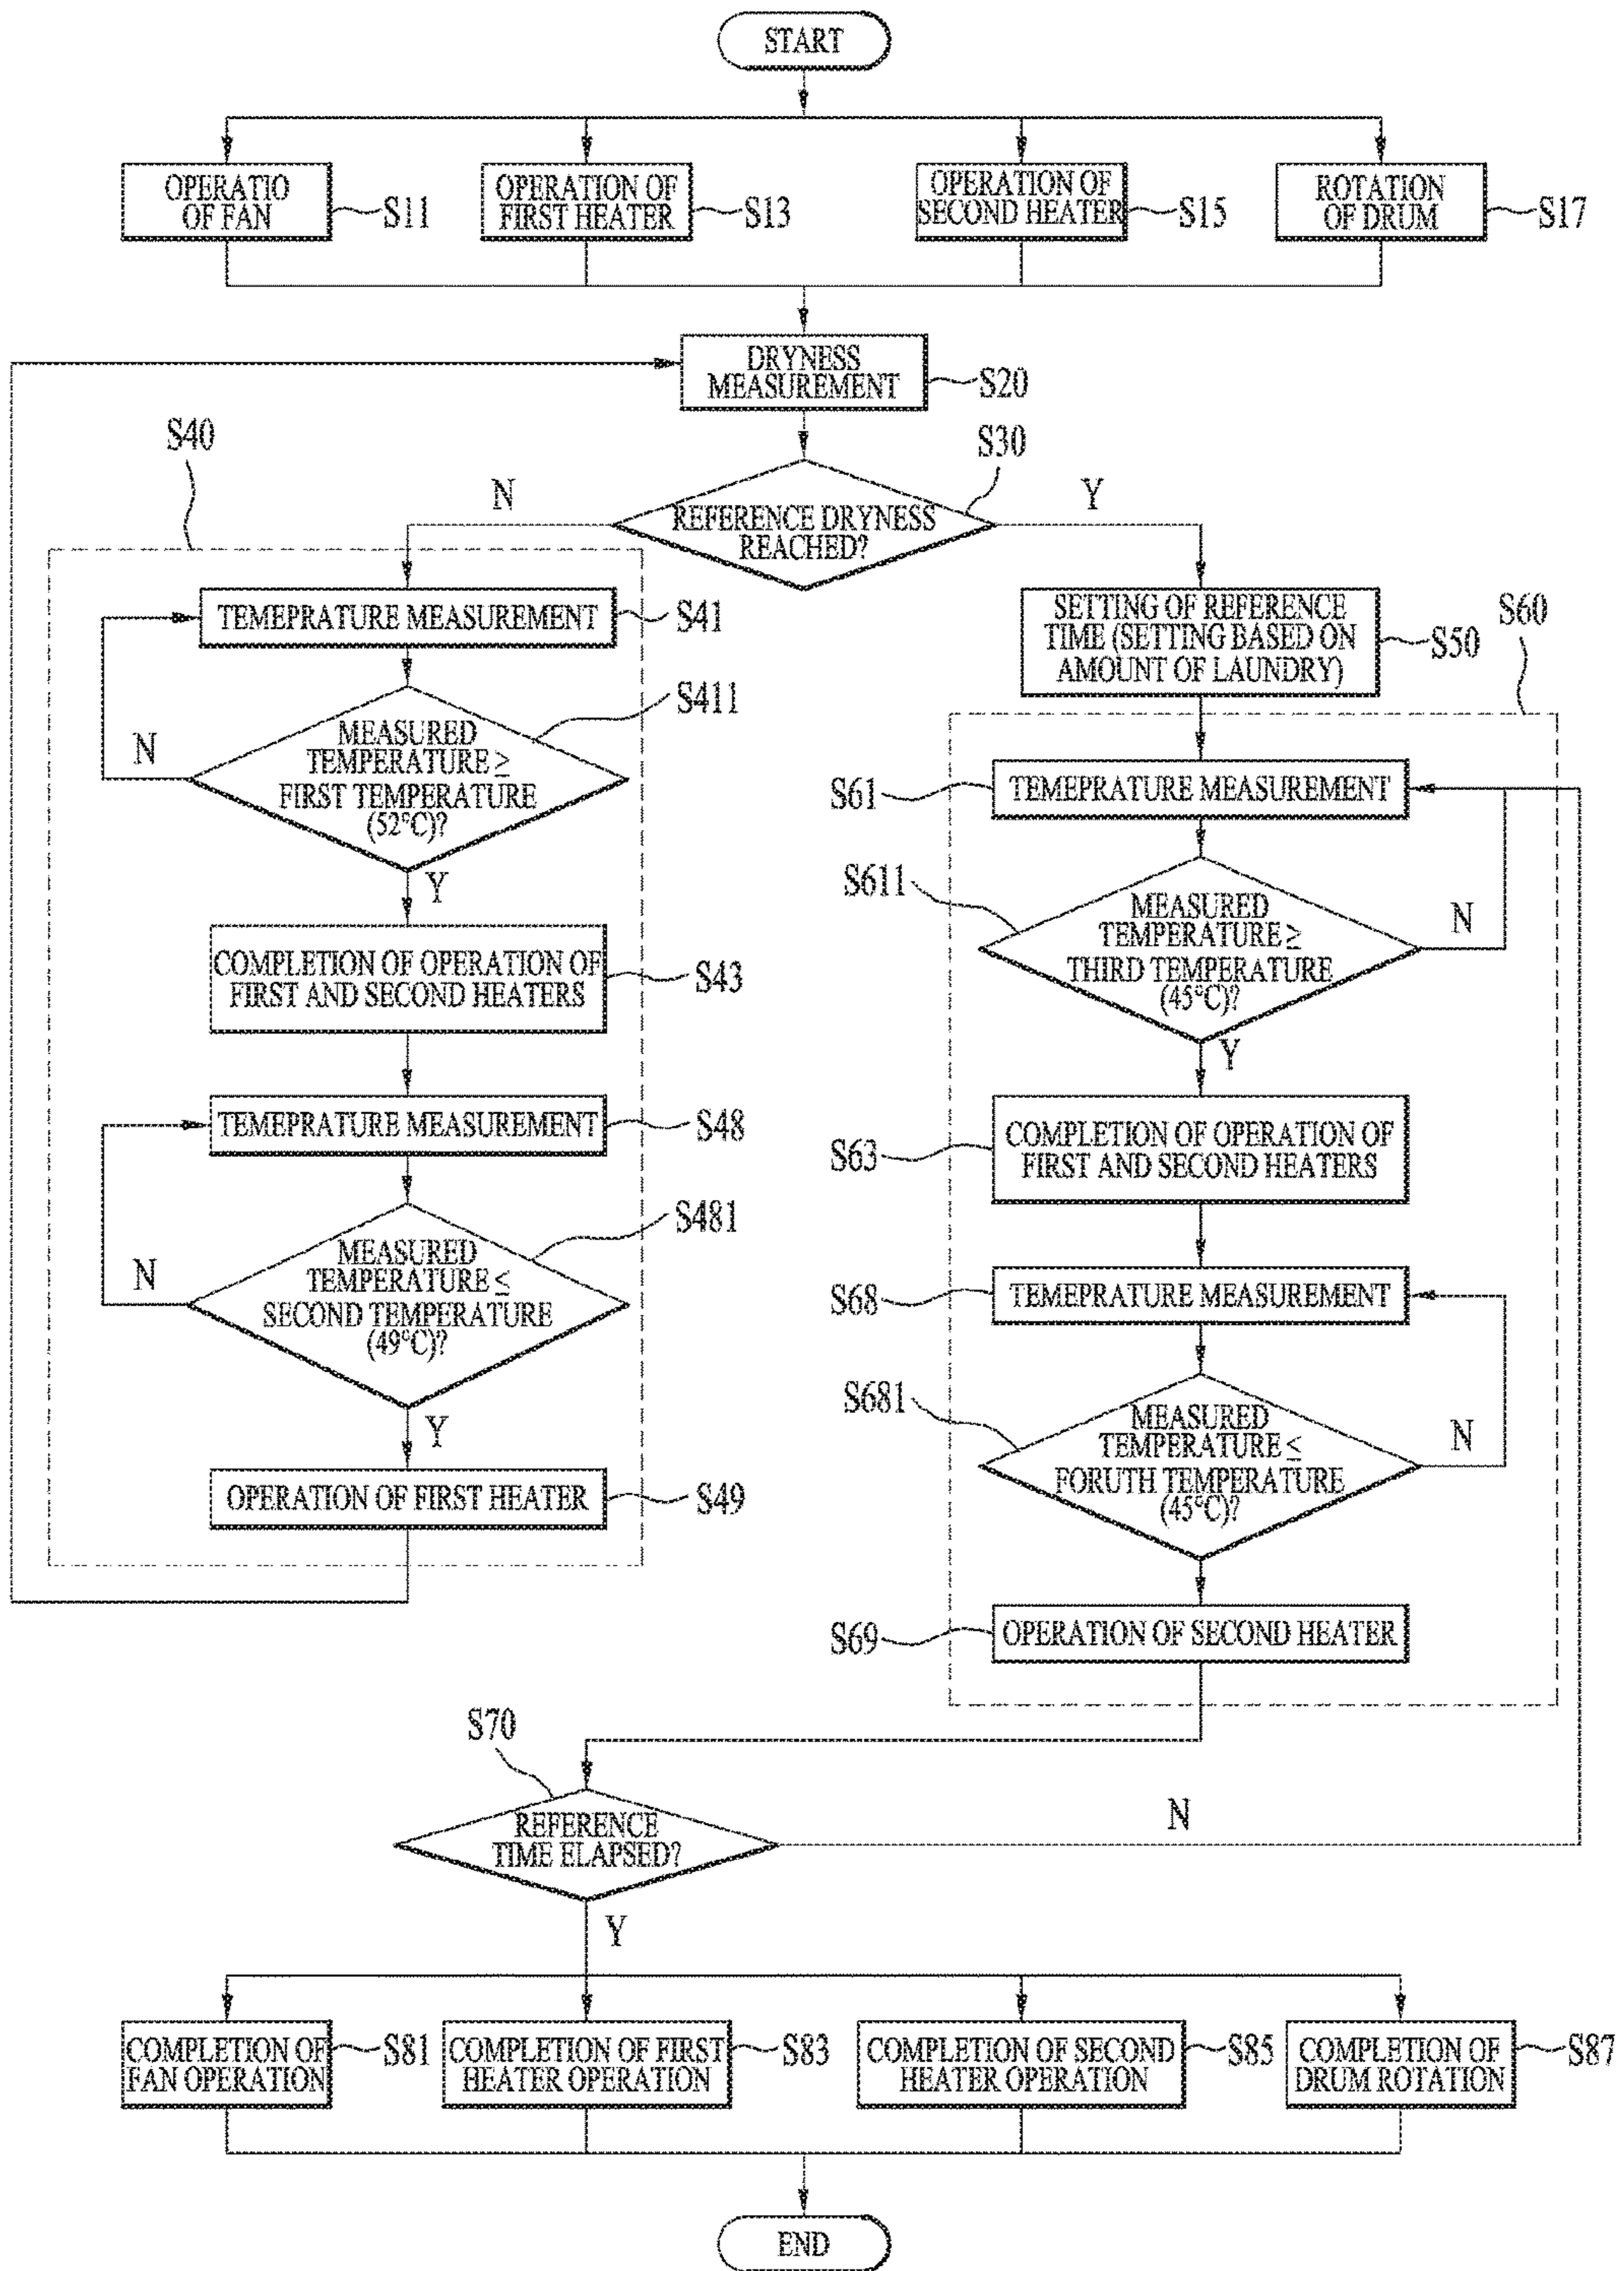 START
OPERATIO
OF FAN
S11
OPERATION OF
FIRST HEATER
S13
OPERATION OF
SECOND HEATER
S15
ROTATION
OF DRUM
S17
DRYNESS
MEASUREMENT
S20
S40
S30
N
REFERENCE DRYNESS
REACHED?
Y
TEMEPRATURE MEASUREMENT
S41
SETTING OF REFERENCE
TIME (SETTING BASED ON
AMOUNT OF LAUNDRY)
S50
S60
MEASURED
TEMPERATURE ≥
FIRST TEMPERATURE
(52°C)?
S411
N
Y
S61
TEMEPRATURE MEASUREMENT
S611
MEASURED
TEMPERATURE ≥
THIRD TEMPERATURE
(45°C)?
N
Y
COMPLETION OF OPERATION OF
FIRST AND SECOND HEATERS
S43
TEMEPRATURE MEASUREMENT
S48
S63
COMPLETION OF OPERATION OF
FIRST AND SECOND HEATERS
MEASURED
TEMPERATURE ≤
SECOND TEMPERATURE
(49°C)?
S481
N
Y
S68
TEMEPRATURE MEASUREMENT
S681
MEASURED
TEMPERATURE ≤
FORUTH TEMPERATURE
(45°C)?
N
OPERATION OF FIRST HEATER
S49
S69
OPERATION OF SECOND HEATER
S70
REFERENCE
TIME ELAPSED?
N
Y
COMPLETION OF
FAN OPERATION
S81
COMPLETION OF FIRST
HEATER OPERATION
S83
COMPLETION OF SECOND
HEATER OPERATION
S85
COMPLETION OF
DRUM ROTATION
S87
END